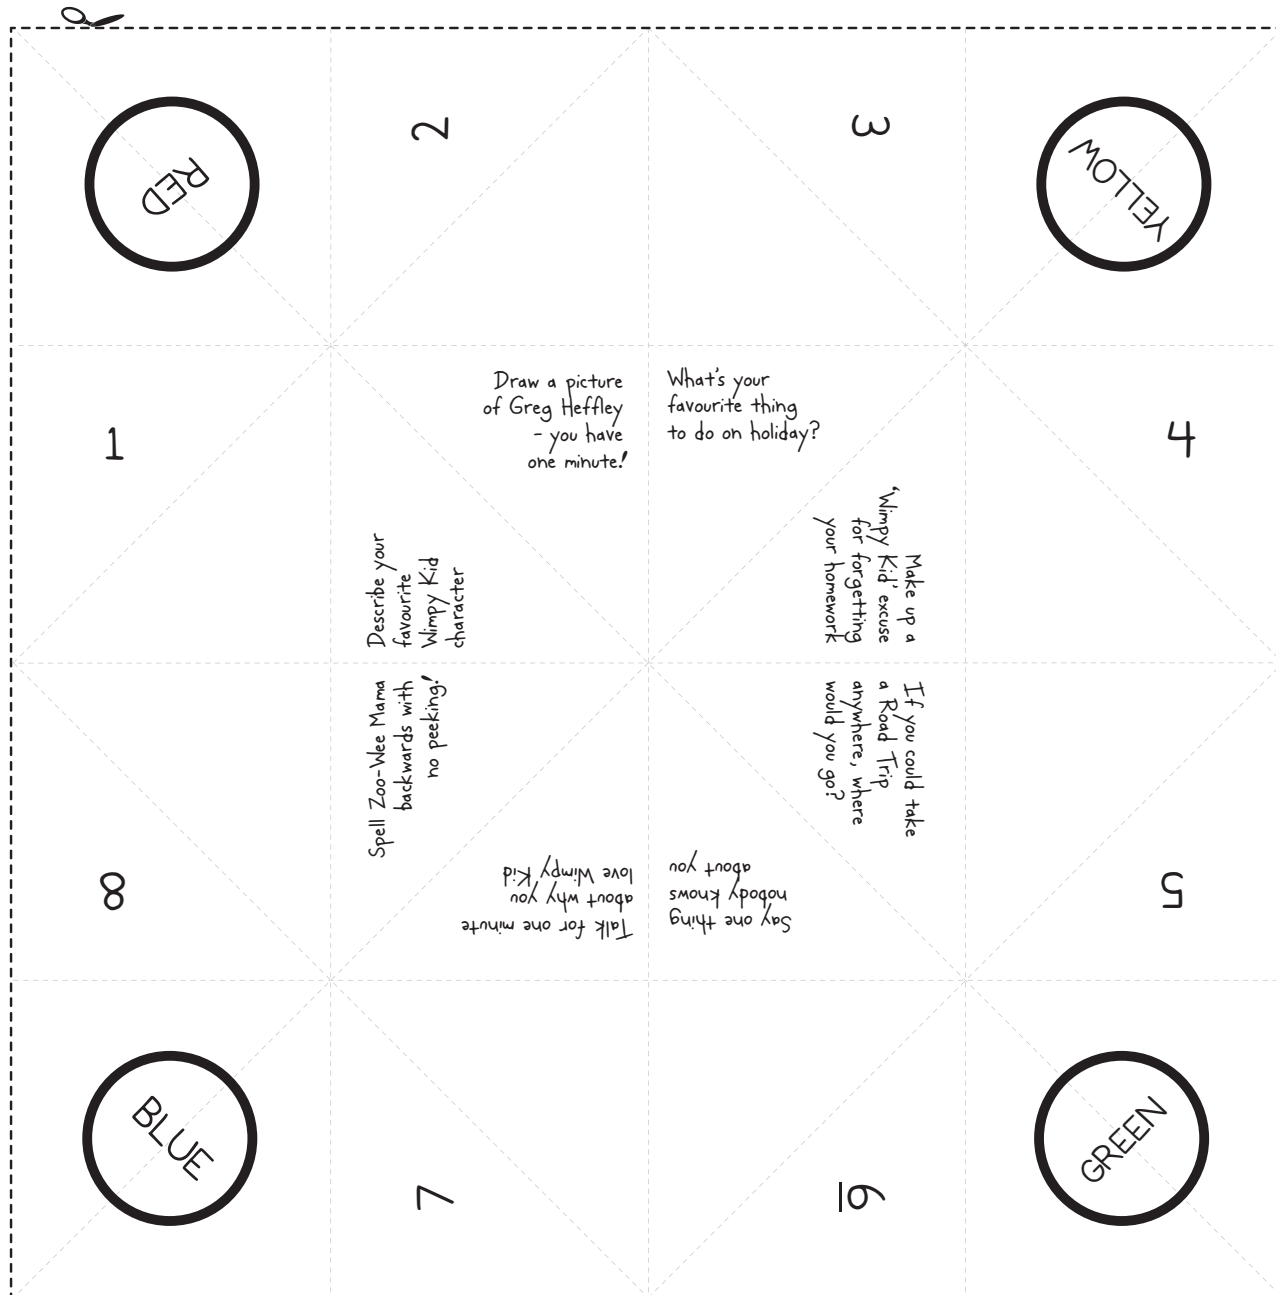 RED
2
3
YELLOW
1
Draw a picture
of Greg Heffley
- you have
one minute!
What's your
favourite thing
to do on holiday?
4
Describe your
favourite
Wimpy Kid
character
Make up a
'Wimpy Kid' excuse
for forgetting
your homework
Spell Zoo-Wee Mama
backwards with
no peeking!
If you could take
a Road Trip
anywhere, where
would you go?
8
Talk for one minute
about why you
love Wimpy Kid
Say one thing
nobody knows
about you
5
BLUE
7
6
GREEN